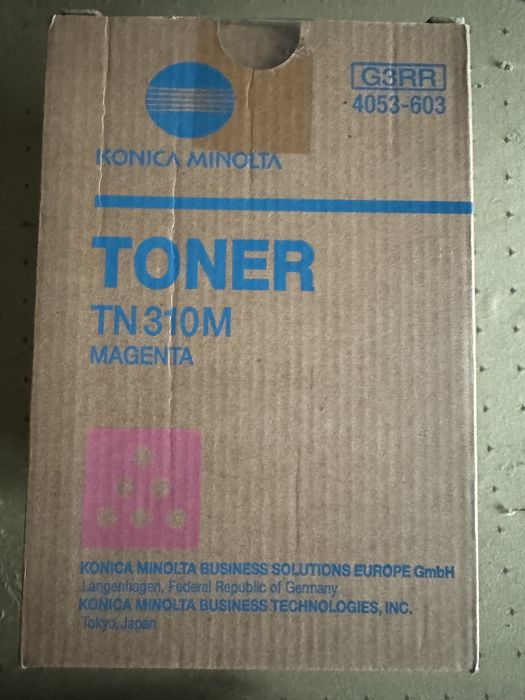 G3RR
4053-603
KONICA MINOLTA
TONER
TN310M
MAGENTA
KONICA MINOLTA BUSINESS SOLUTIONS EUROPE GmbH
Langenhagen, Federal Republic of Germany
KONICA MINOLTA BUSINESS TECHNOLOGIES, INC.
Tokyo, Japan